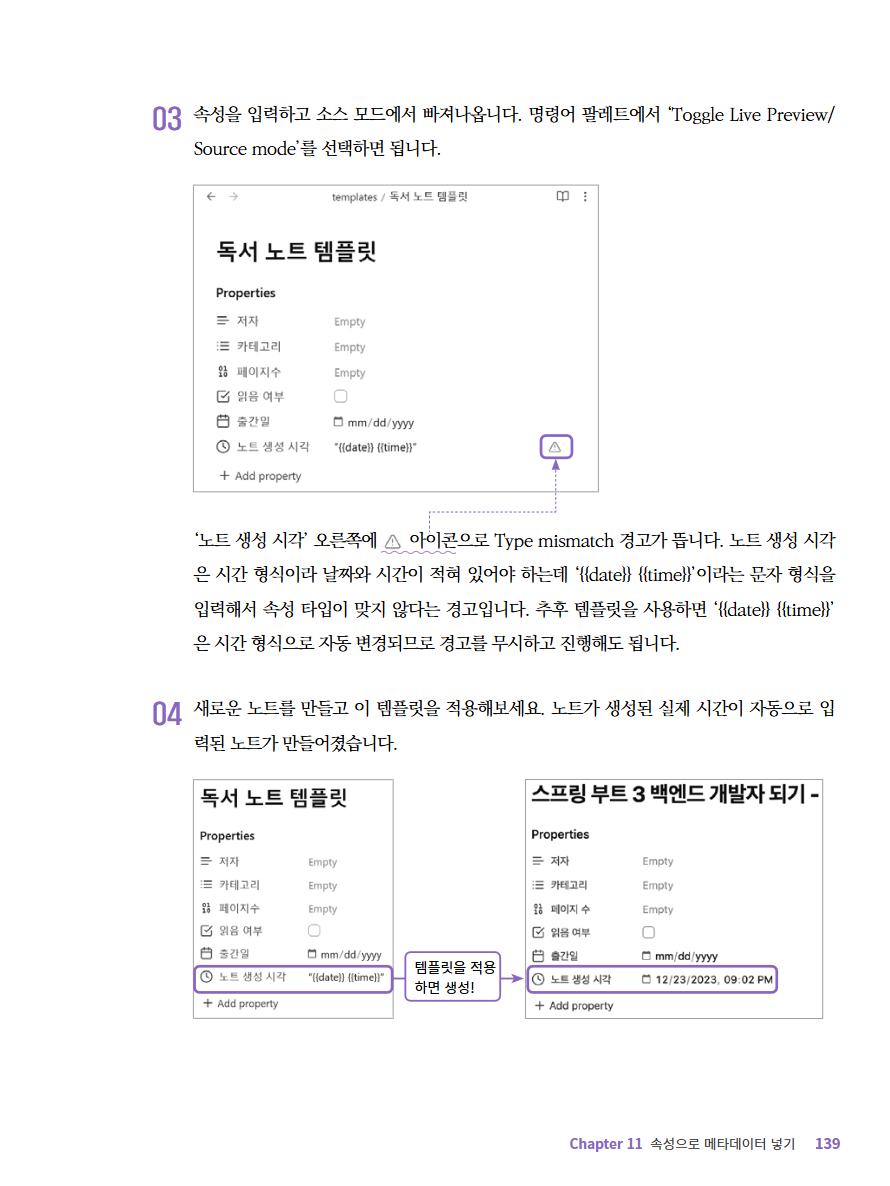 03 속성을 입력하고 소스 모드에서 빠져나옵니다. 명령어 팔레트에서 ‘Toggle Live Preview/
Source mode’를 선택하면 됩니다.
templates / 독서 노트 템플릿
독서 노트 템플릿
Properties
저자 Empty
카테고리 Empty
페이지수 Empty
읽음 여부
출간일 mm/dd/yyyy
노트 생성 시각 "{{date}} {{time}}"
+ Add property
‘노트 생성 시각’ 오른쪽에 ⚠ 아이콘으로 Type mismatch 경고가 뜹니다. 노트 생성 시각
은 시간 형식이라 날짜와 시간이 적혀 있어야 하는데 ‘{{date}} {{time}}’이라는 문자 형식을
입력해서 속성 타입이 맞지 않다는 경고입니다. 추후 템플릿을 사용하면 ‘{{date}} {{time}}’
은 시간 형식으로 자동 변경되므로 경고를 무시하고 진행해도 됩니다.
04 새로운 노트를 만들고 이 템플릿을 적용해보세요. 노트가 생성된 실제 시간이 자동으로 입
력된 노트가 만들어졌습니다.
독서 노트 템플릿
Properties
저자 Empty
카테고리 Empty
페이지수 Empty
읽음 여부
출간일 mm/dd/yyyy
노트 생성 시각 "{{date}} {{time}}"
+ Add property
템플릿을 적용
하면 생성!
스프링 부트 3 백엔드 개발자 되기 -
Properties
저자 Empty
카테고리 Empty
페이지 수 Empty
읽음 여부
출간일 mm/dd/yyyy
노트 생성 시각 12/23/2023, 09:02 PM
+ Add property
Chapter 11 속성으로 메타데이터 넣기 139